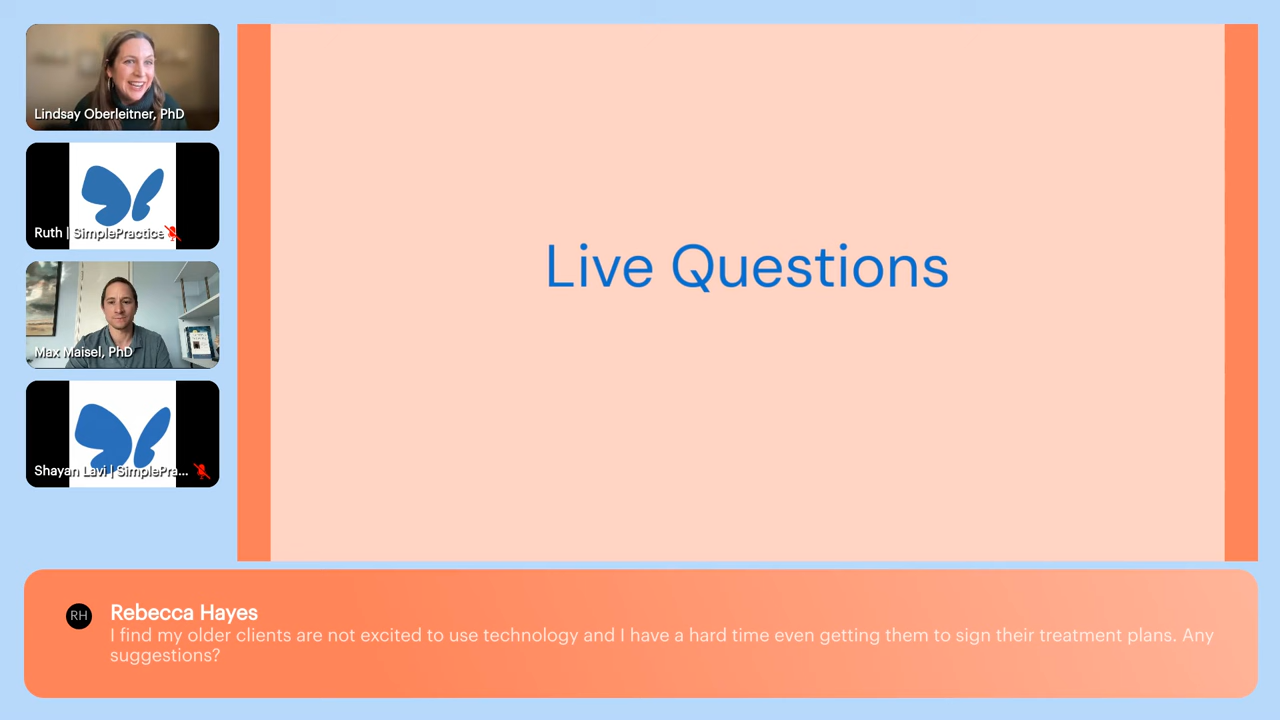 Lindsay Oberleitner, PhD
Ruth | SimplePractice
Max Maisel, PhD
Shayan Lavi | SimplePra...
Live Questions
RH
Rebecca Hayes
I find my older clients are not excited to use technology and I have a hard time even getting them to sign their treatment plans. Any
suggestions?